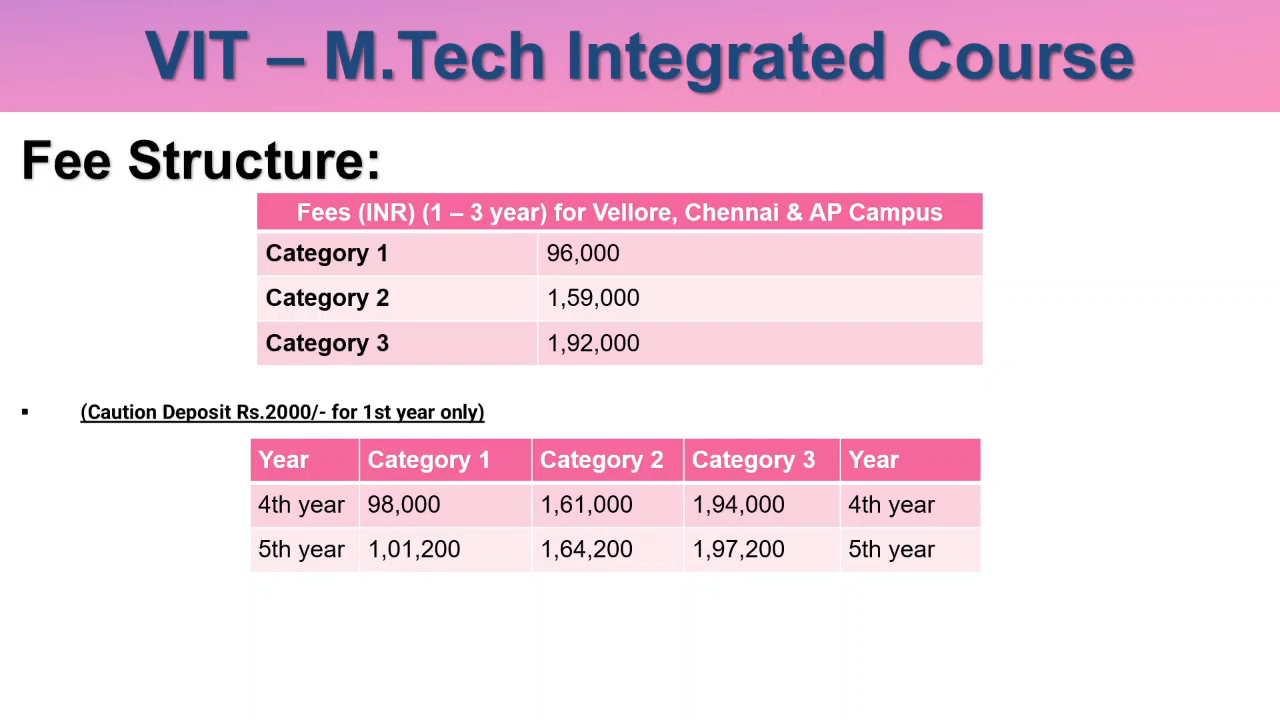 VIT – M.Tech Integrated Course
Fee Structure:
Fees (INR) (1 – 3 year) for Vellore, Chennai & AP Campus
Category 1 96,000
Category 2 1,59,000
Category 3 1,92,000
▪ (Caution Deposit Rs.2000/- for 1st year only)
Year Category 1 Category 2 Category 3 Year
4th year 98,000 1,61,000 1,94,000 4th year
5th year 1,01,200 1,64,200 1,97,200 5th year